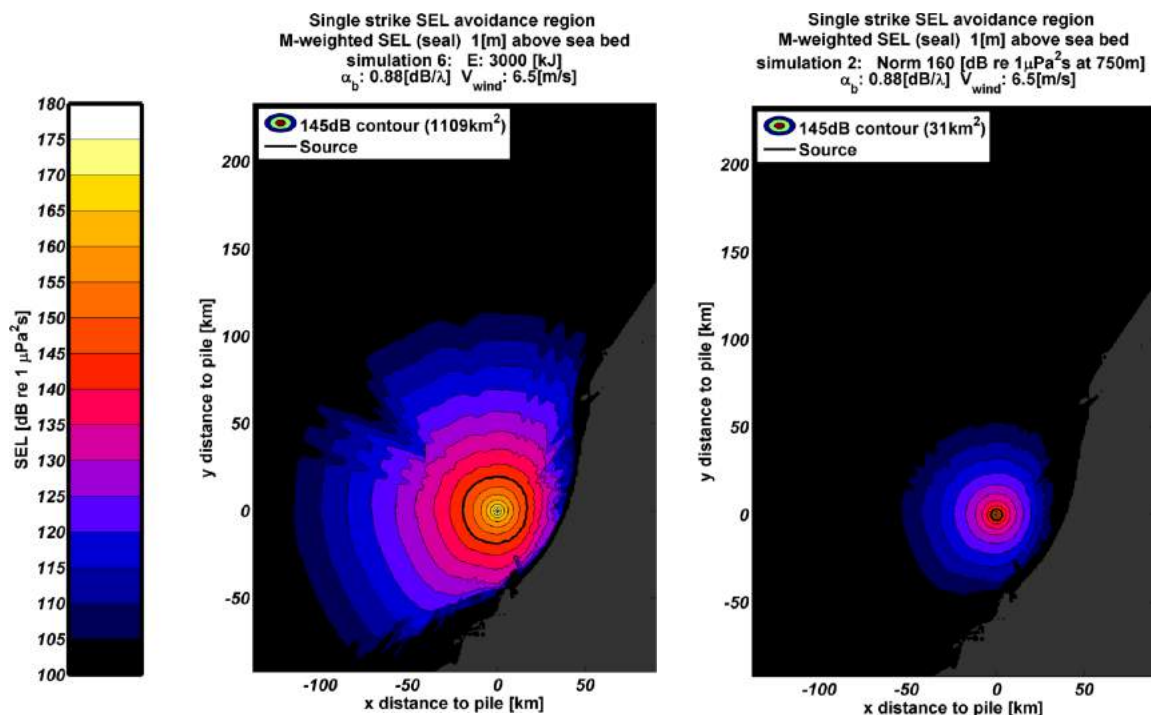 Single strike SEL avoidance region
M-weighted SEL (seal) 1[m] above sea bed
simulation 6: E: 3000 [kJ]
α_b: 0.88[dB/λ] V_wind: 6.5[m/s]
180
175
170
165
160
155
150
145
140
135
130
125
120
115
110
105
100
SEL [dB re 1 μPa²s]
145dB contour (1109km²)
Source
200
150
100
50
0
-50
y distance to pile [km]
-100
-50
0
50
x distance to pile [km]
Single strike SEL avoidance region
M-weighted SEL (seal) 1[m] above sea bed
simulation 2: Norm 160 [dB re 1μPa²s at 750m]
α_b: 0.88[dB/λ] V_wind: 6.5[m/s]
145dB contour (31km²)
Source
200
150
100
50
0
-50
y distance to pile [km]
-100
-50
0
50
x distance to pile [km]